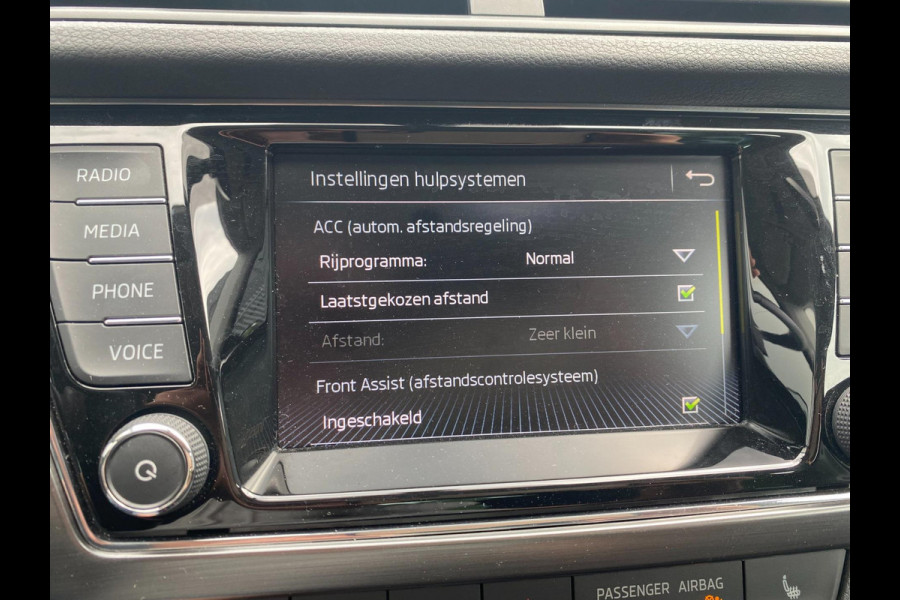 RADIO
MEDIA
PHONE
VOICE
Instellingen hulpsystemen
ACC (autom. afstandsregeling)
Rijprogramma: Normal
Laatstgekozen afstand
Afstand: Zeer klein
Front Assist (afstandscontrolesysteem)
Ingeschakeld
PASSENGER AIRBAG